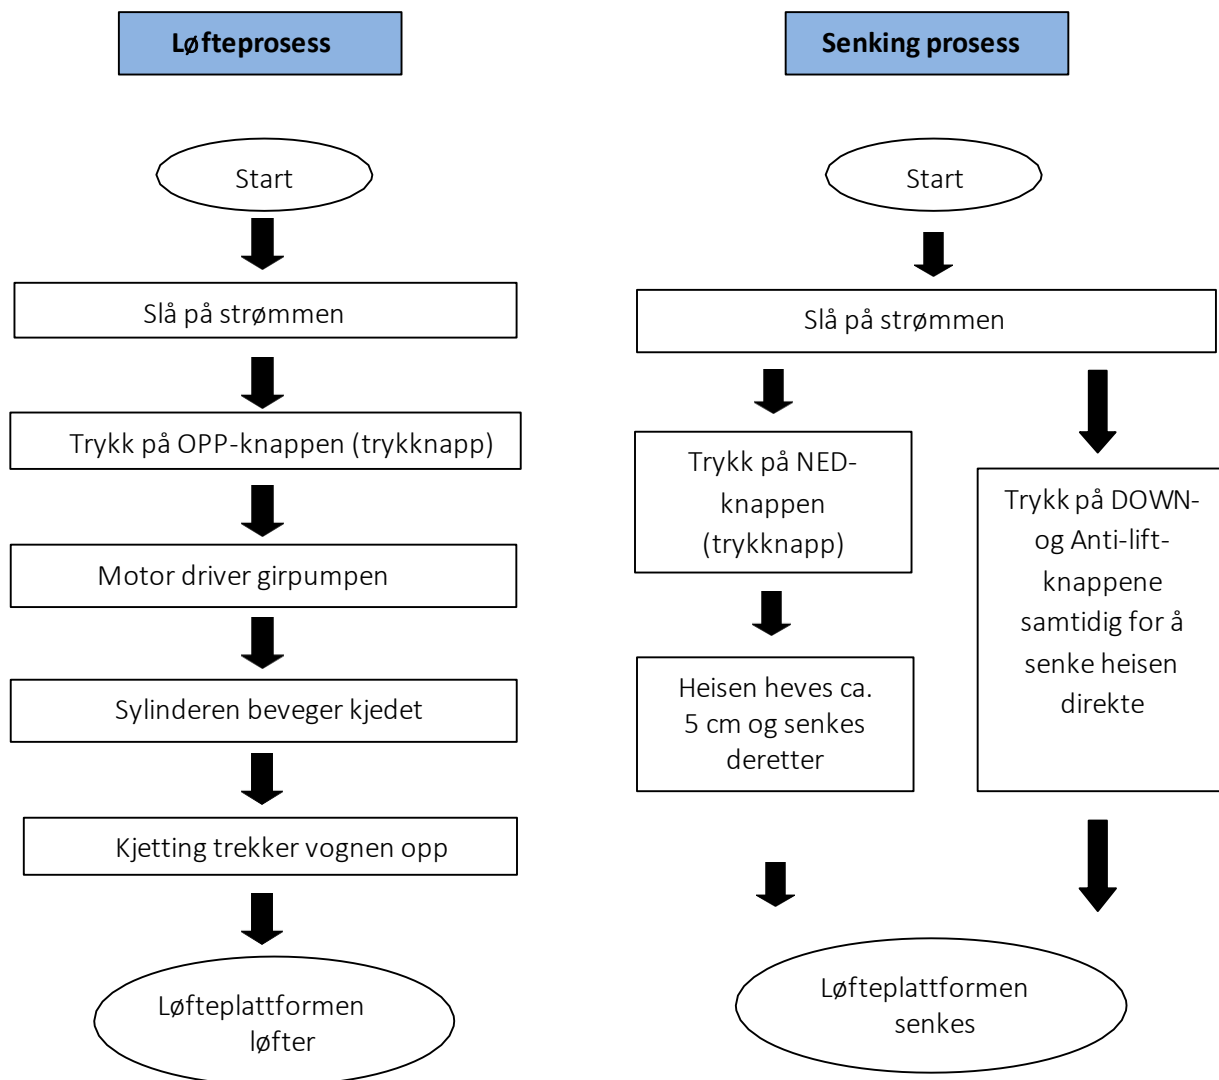 Løfteprosess
Start
Slå på strømmen
Trykk på OPP-knappen (trykknapp)
Motor driver girpumpen
Sylinderen beveger kjedet
Kjetting trekker vognen opp
Løfteplattformen
løfter
Senking prosess
Start
Slå på strømmen
Trykk på NED-
knappen
(trykknapp)
Heisen heves ca.
5 cm og senkes
deretter
Trykk på DOWN-
og Anti-lift-
knappene
samtidig for å
senke heisen
direkte
Løfteplattformen
senkes